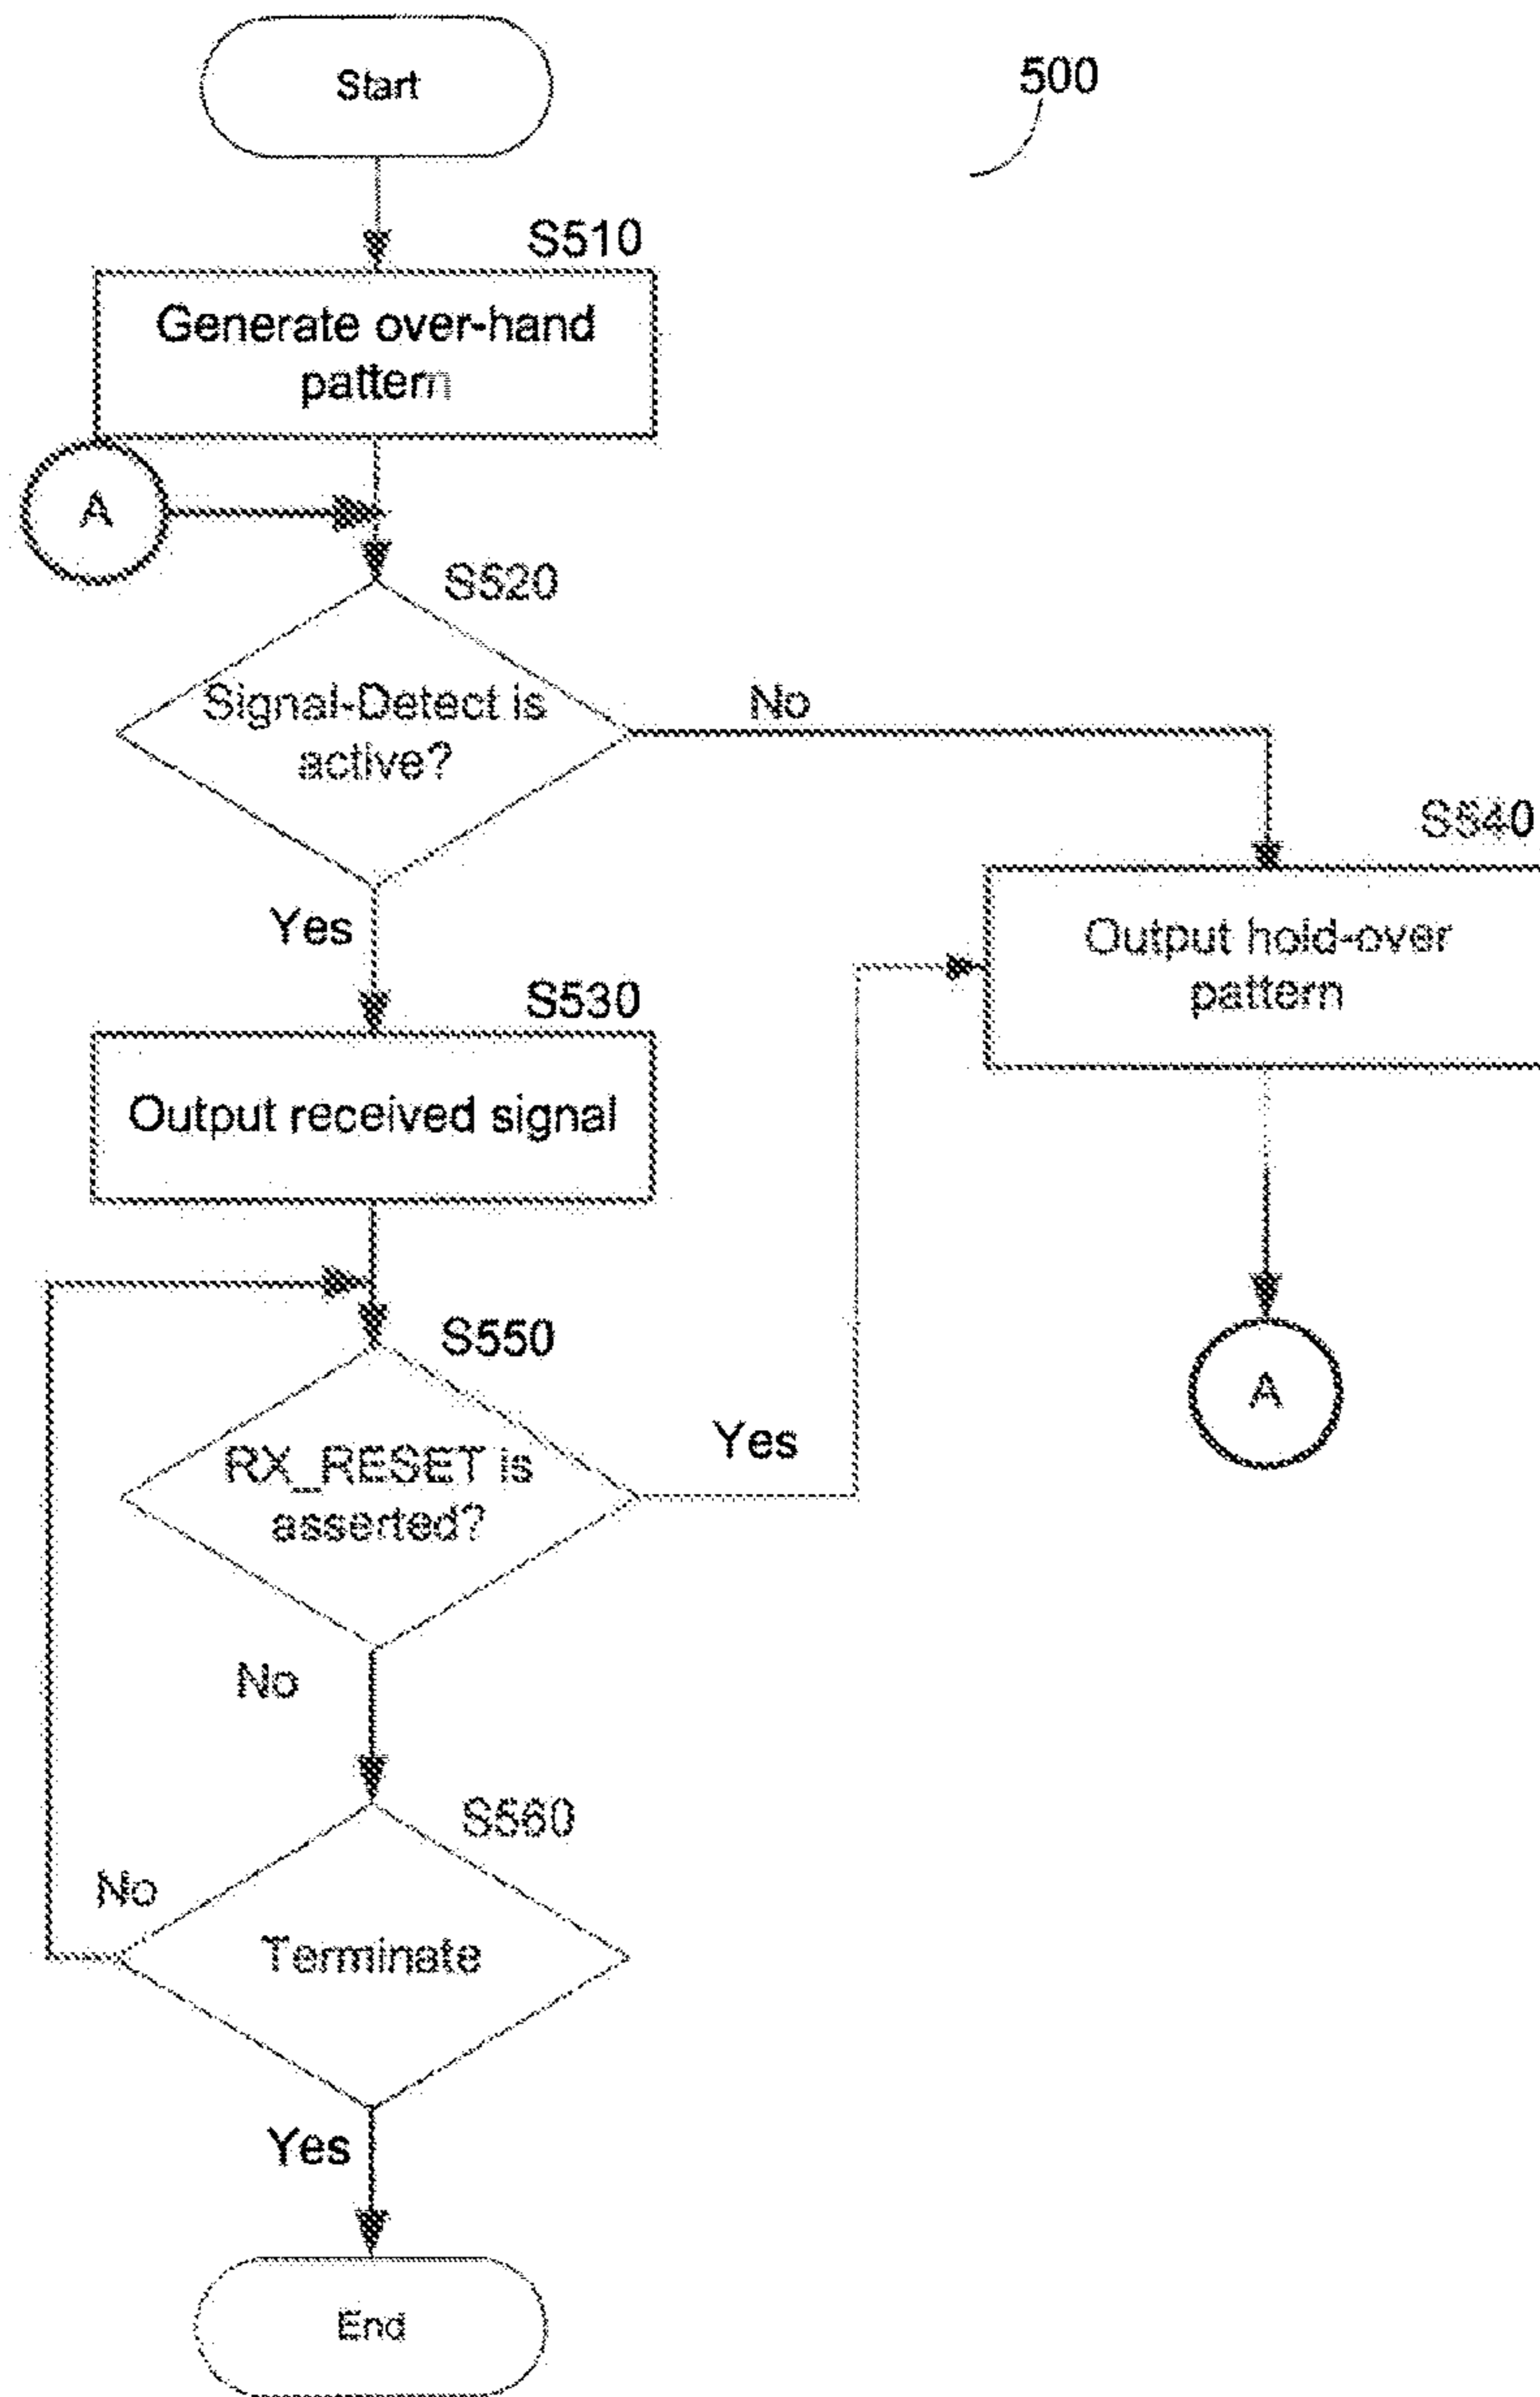 Start
500
S510
Generate over-hand
pattern
A
S520
Signal-Detect is
active?
No
S540
Yes
Output hold-over
pattern
S530
Output received signal
S550
A
RX_RESET is
asserted?
Yes
No
S560
No
Terminate
Yes
End